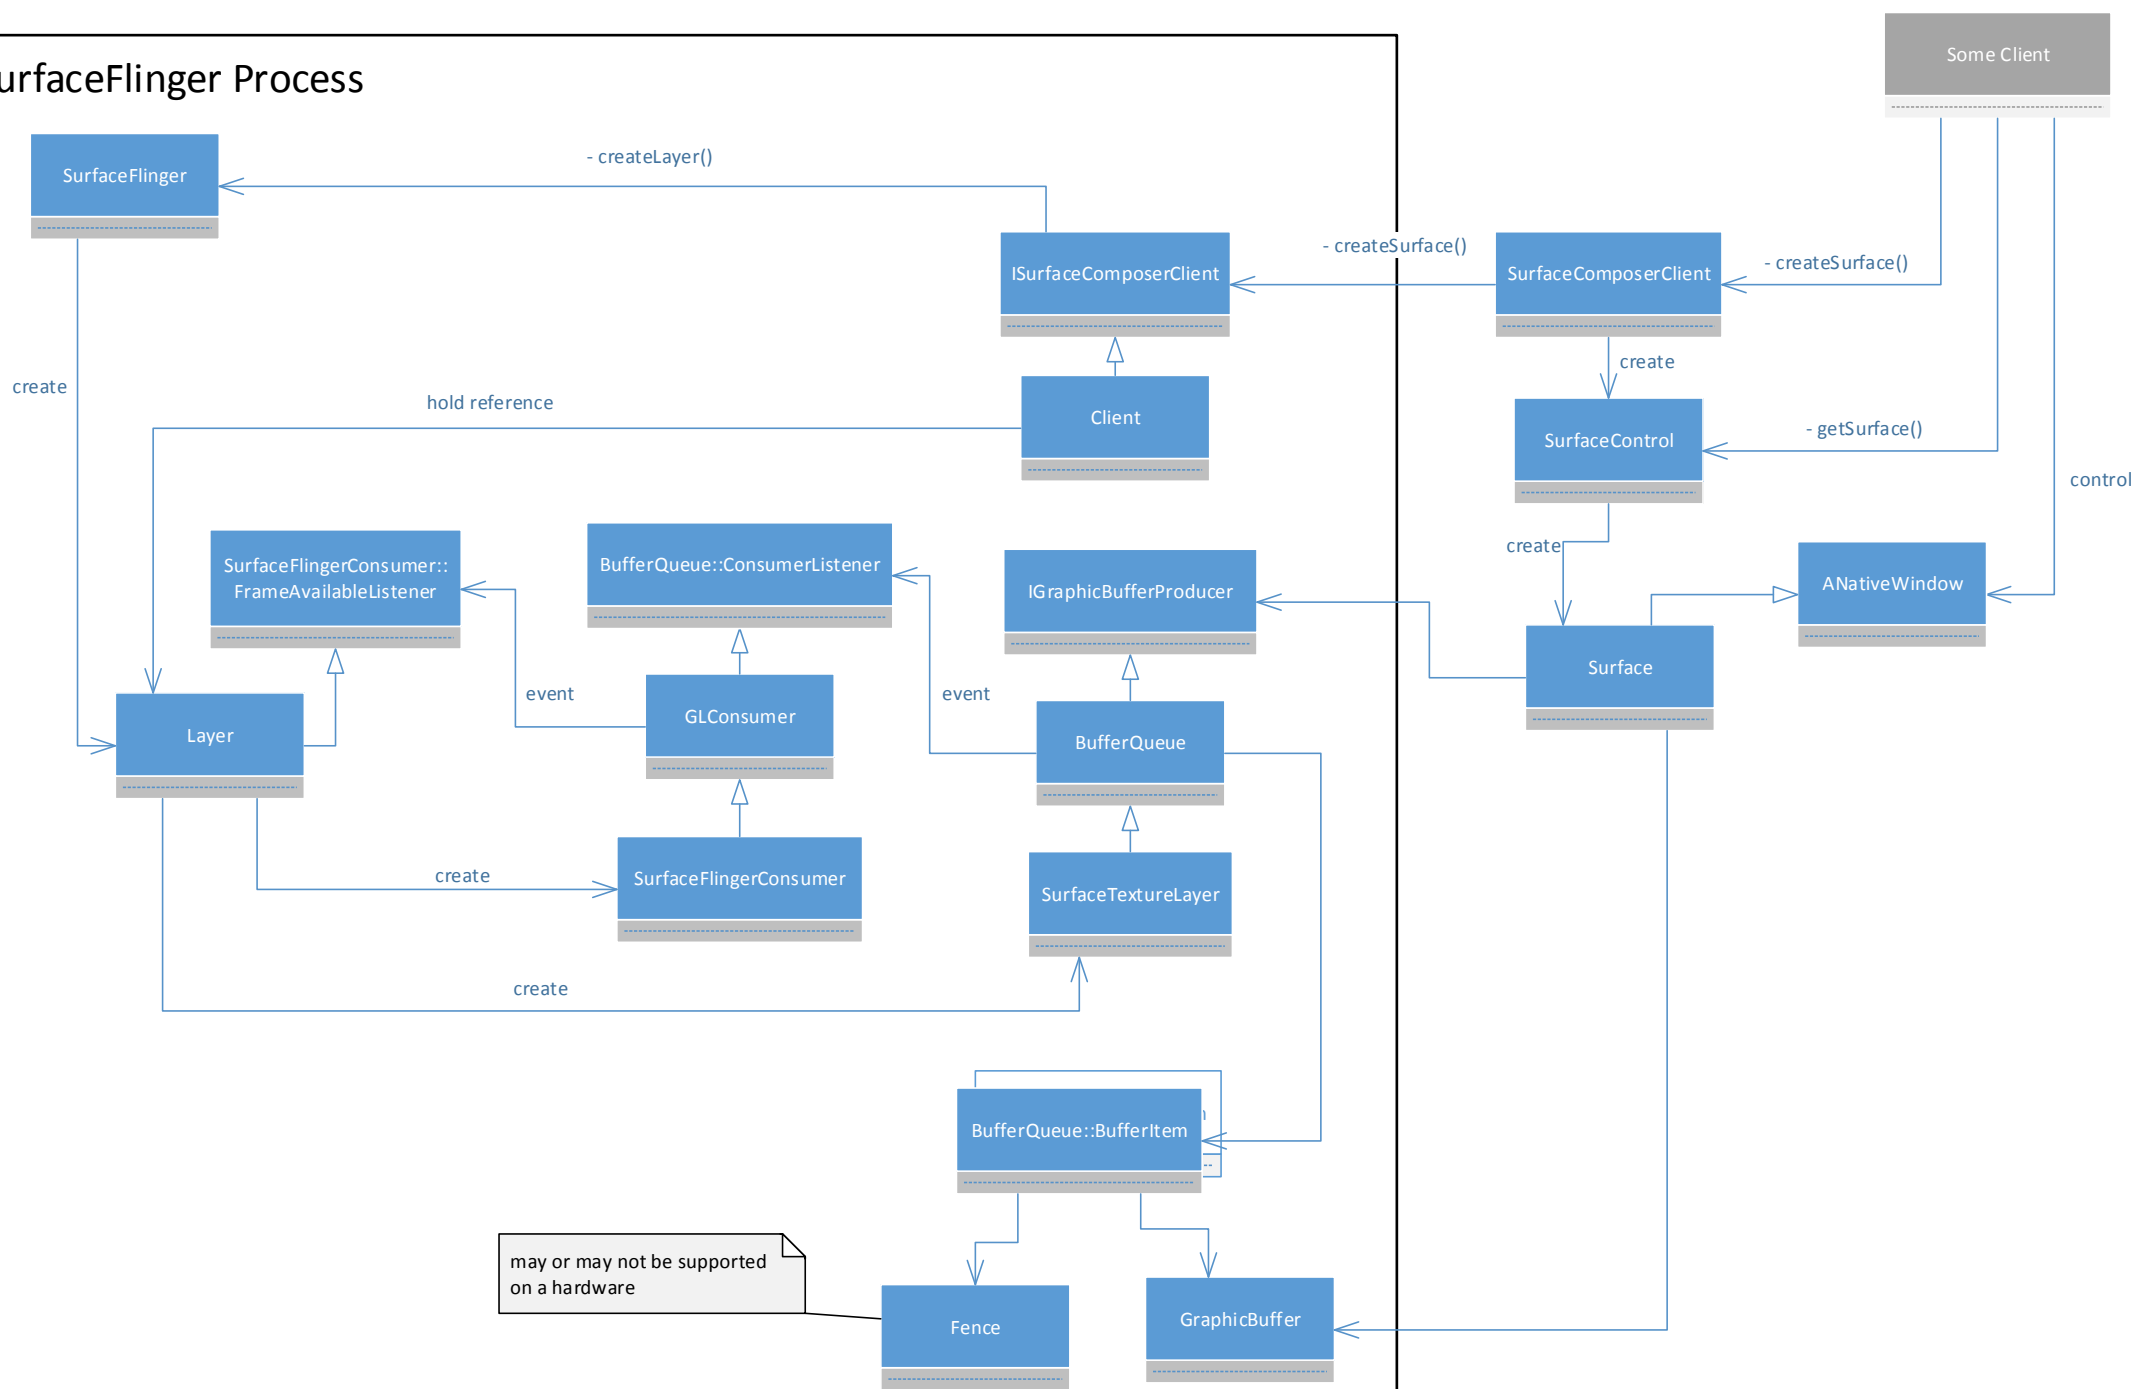 Some Client
urfaceFlinger Process
- createLayer()
SurfaceFlinger
- createSurface()
- createSurface()
ISurfaceComposerClient
SurfaceComposerClient
create
create
hold reference
Client
- getSurface()
SurfaceControl
control
SurfaceFlingerConsumer::
FrameAvailableListener
BufferQueue::ConsumerListener
IGraphicBufferProducer
create
ANativeWindow
Surface
event
event
Layer
GLConsumer
BufferQueue
create
SurfaceFlingerConsumer
SurfaceTextureLayer
create
BufferQueue::BufferItem
may or may not be supported
on a hardware
Fence
GraphicBuffer